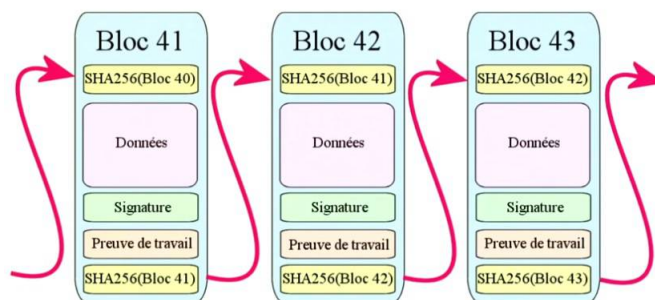 Bloc 41
SHA256(Bloc 40)
Données
Signature
Preuve de travail
SHA256(Bloc 41)
Bloc 42
SHA256(Bloc 41)
Données
Signature
Preuve de travail
SHA256(Bloc 42)
Bloc 43
SHA256(Bloc 42)
Données
Signature
Preuve de travail
SHA256(Bloc 43)